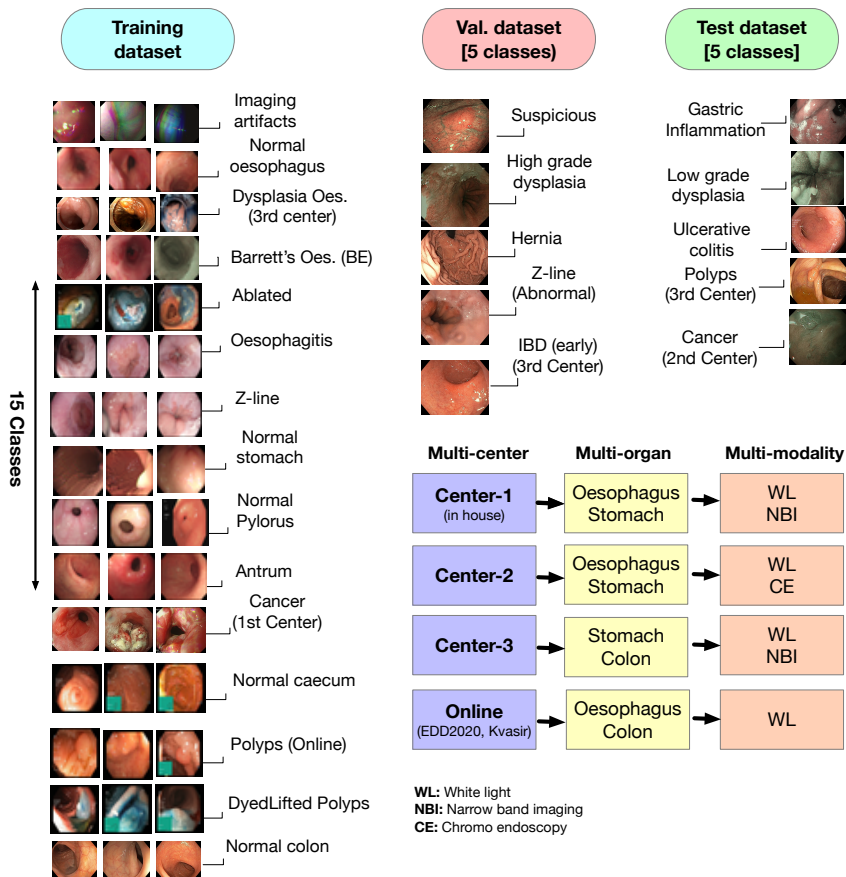 Training
dataset
Val. dataset
[5 classes)
Test dataset
[5 classes]
Imaging
artifacts
Normal
oesophagus
Dysplasia Oes.
(3rd center)
Barrett's Oes. (BE)
Ablated
Oesophagitis
Z-line
Normal
stomach
Normal
Pylorus
Antrum
Cancer
(1st Center)
Normal caecum
Polyps (Online)
DyedLifted Polyps
Normal colon
15 Classes
Suspicious
High grade
dysplasia
Hernia
Z-line
(Abnormal)
IBD (early)
(3rd Center)
Gastric
Inflammation
Low grade
dysplasia
Ulcerative
colitis
Polyps
(3rd Center)
Cancer
(2nd Center)
Multi-center
Multi-organ
Multi-modality
Center-1
(in house)
Oesophagus
Stomach
WL
NBI
Center-2
Oesophagus
Stomach
WL
CE
Center-3
Stomach
Colon
WL
NBI
Online
(EDD2020, Kvasir)
Oesophagus
Colon
WL
WL: White light
NBI: Narrow band imaging
CE: Chromo endoscopy